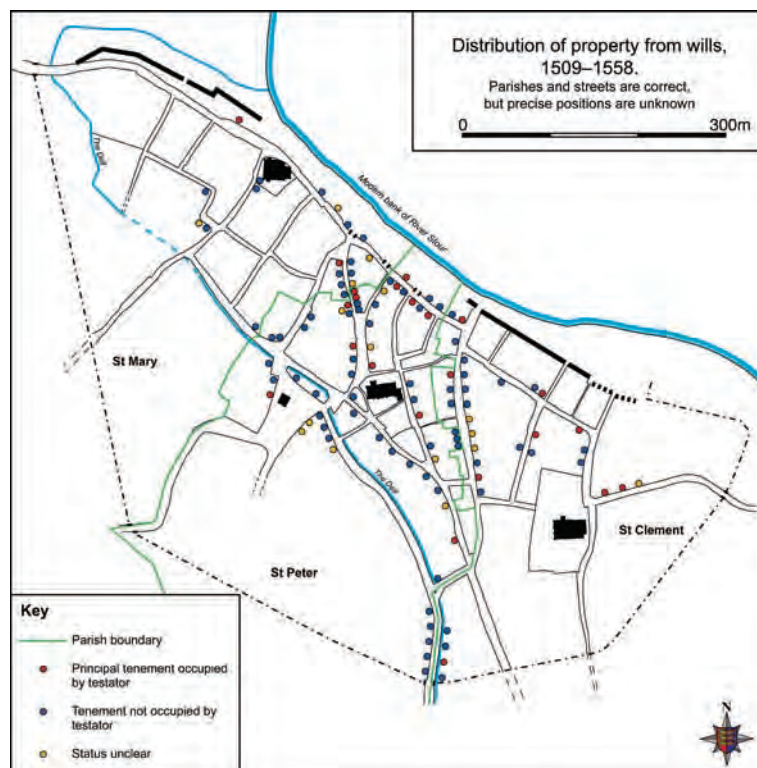 Distribution of property from wills,
1509–1558.
Parishes and streets are correct,
but precise positions are unknown
0 300m
The Delf
Modern bank of River Stour
St Mary
The Delf
St Clement
St Peter
Key
Parish boundary
Principal tenement occupied
by testator
Tenement not occupied by
testator
Status unclear
N